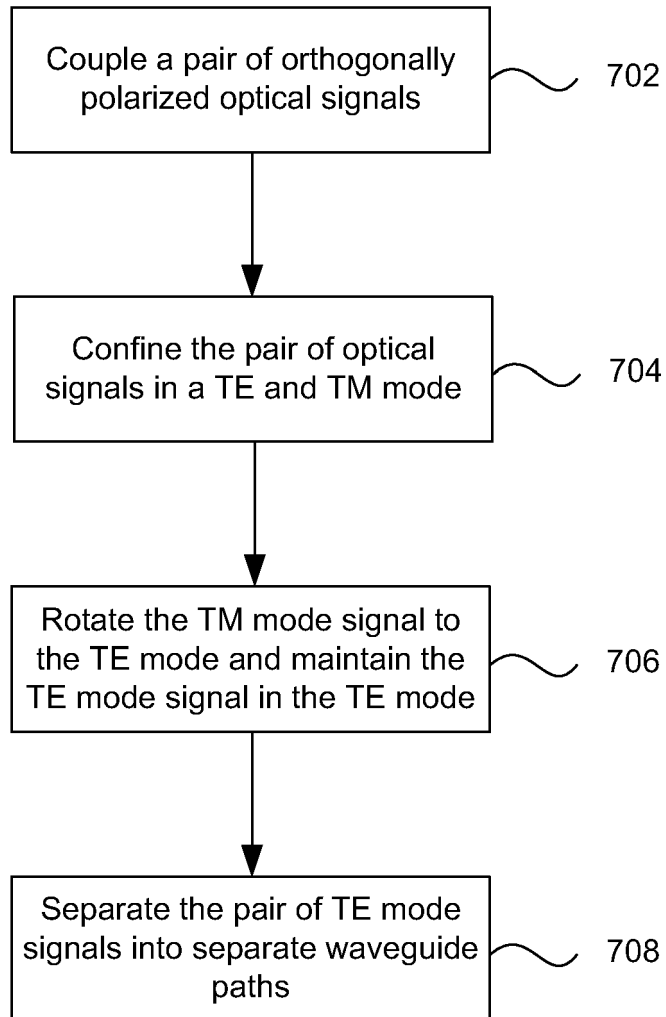 Couple a pair of orthogonally
polarized optical signals
702
Confine the pair of optical
signals in a TE and TM mode
704
Rotate the TM mode signal to
the TE mode and maintain the
TE mode signal in the TE mode
706
Separate the pair of TE mode
signals into separate waveguide
paths
708